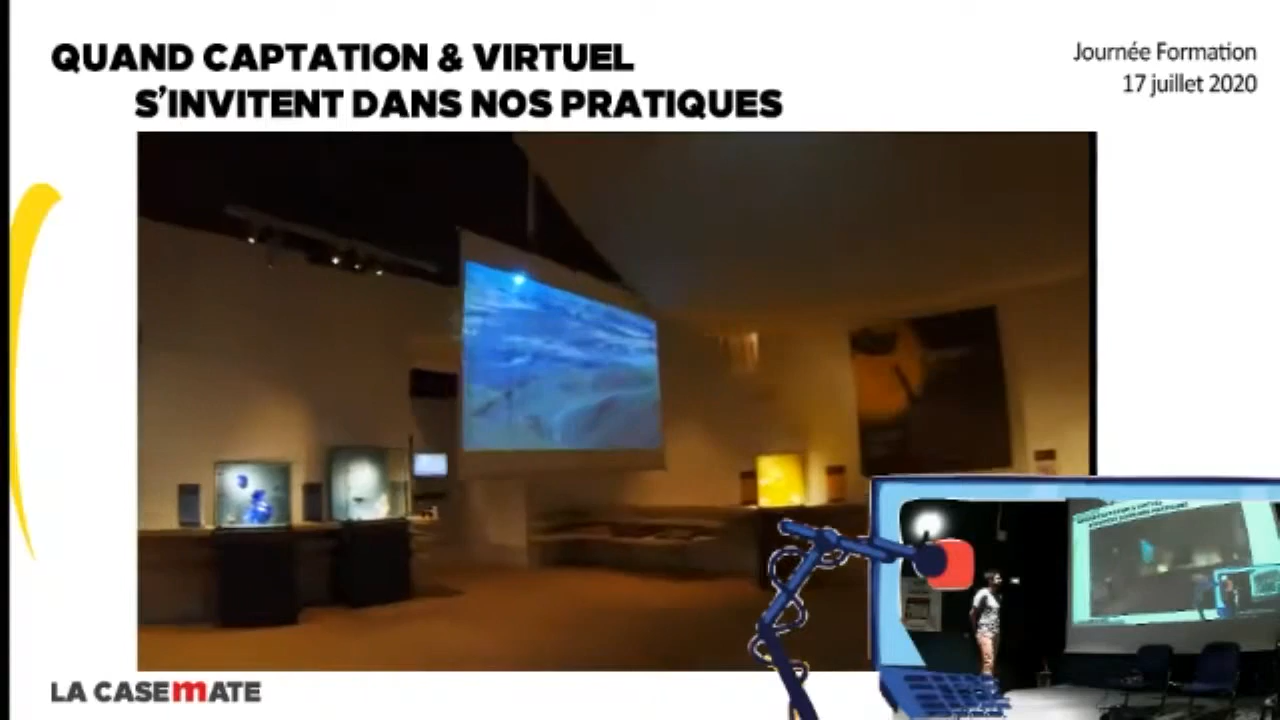 QUAND CAPTATION & VIRTUEL
S'INVITENT DANS NOS PRATIQUES
Journée Formation
17 juillet 2020
LA CASEMATE